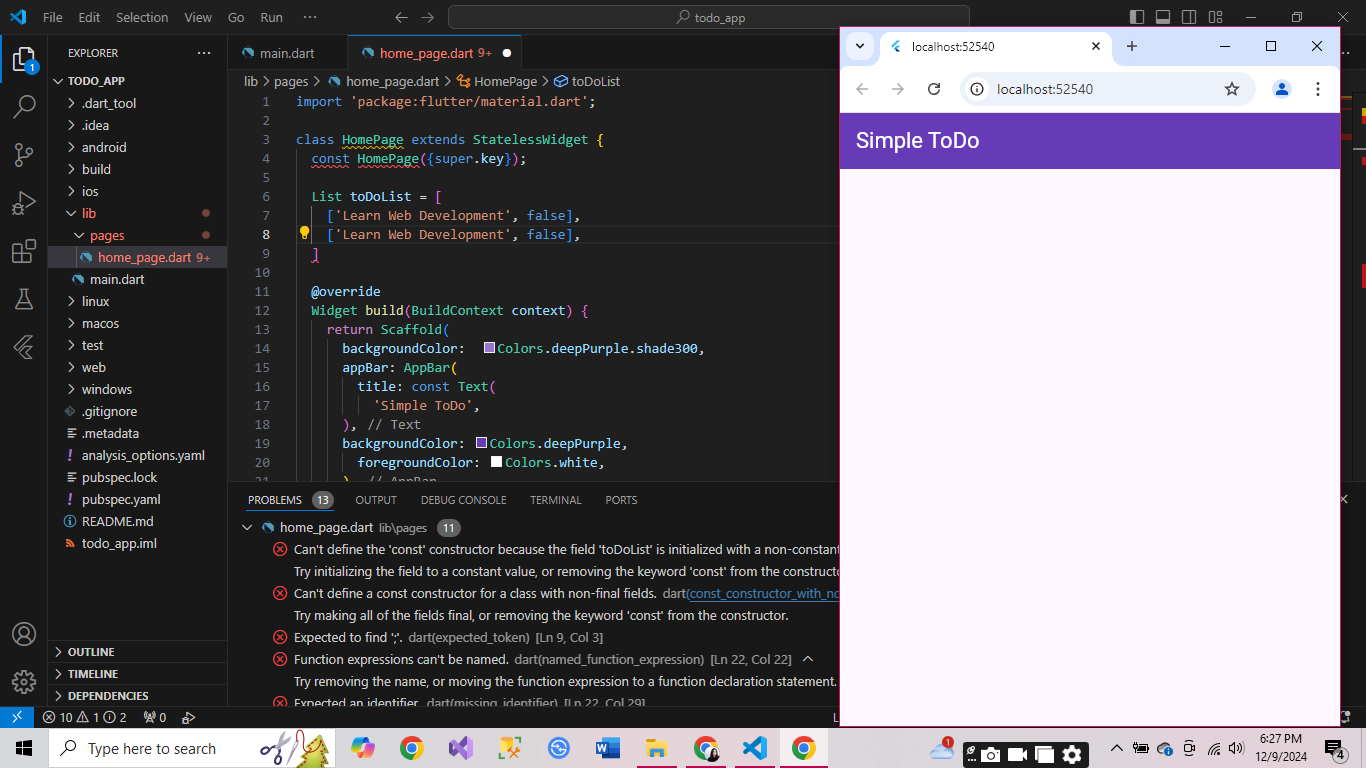 File Edit Selection View Go Run ··· todo_app
EXPLORER ···
TODO_APP
.dart_tool
.idea
android
build
ios
lib
pages
home_page.dart 9+
main.dart
linux
macos
test
web
windows
.gitignore
.metadata
analysis_options.yaml
pubspec.lock
pubspec.yaml
README.md
todo_app.iml
OUTLINE
TIMELINE
DEPENDENCIES
1
main.dart home_page.dart 9+
lib > pages > home_page.dart > HomePage > toDoList
1 import 'package:flutter/material.dart';
2
3 class HomePage extends StatelessWidget {
4 const HomePage({super.key});
5
6 List toDoList = [
7 ['Learn Web Development', false],
8 ['Learn Web Development', false],
9 ]
10
11 @override
12 Widget build(BuildContext context) {
13 return Scaffold(
14 backgroundColor: Colors.deepPurple.shade300,
15 appBar: AppBar(
16 title: const Text(
17 'Simple ToDo',
18 ), // Text
19 backgroundColor: Colors.deepPurple,
20 foregroundColor: Colors.white,
21 ) // AppBar
PROBLEMS 13 OUTPUT DEBUG CONSOLE TERMINAL PORTS
home_page.dart lib\pages 11
Can't define the 'const' constructor because the field 'toDoList' is initialized with a non-constant
Try initializing the field to a constant value, or removing the keyword 'const' from the constructo
Can't define a const constructor for a class with non-final fields. dart(const_constructor_with_no
Try making all of the fields final, or removing the keyword 'const' from the constructor.
Expected to find ';'. dart(expected_token) [Ln 9, Col 3]
Function expressions can't be named. dart(named_function_expression) [Ln 22, Col 22]
Try removing the name, or moving the function expression to a function declaration statement.
Expected an identifier. dart(missing_identifier) [Ln 22, Col 29]
10 1 2 0 L
localhost:52540
localhost:52540
Simple ToDo
Type here to search
1
6:27 PM
12/9/2024
4